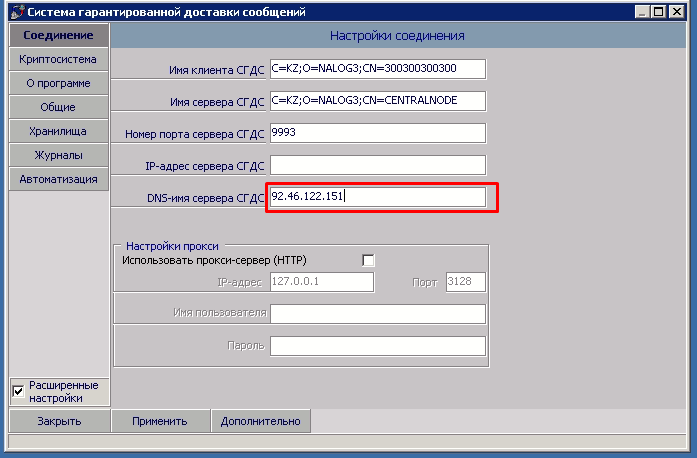 Система гарантированной доставки сообщений
Соединение
Криптосистема
О программе
Общие
Хранилища
Журналы
Автоматизация
Настройки соединения
Имя клиента СГДС C=KZ;O=NALOG3;CN=300300300300
Имя сервера СГДС C=KZ;O=NALOG3;CN=CENTRALNODE
Номер порта сервера СГДС 9993
IP-адрес сервера СГДС
DNS-имя сервера СГДС 92.46.122.151
Настройки прокси
Использовать прокси-сервер (HTTP)
IP-адрес 127.0.0.1 Порт 3128
Имя пользователя
Пароль
Расширенные
настройки
Закрыть Применить Дополнительно